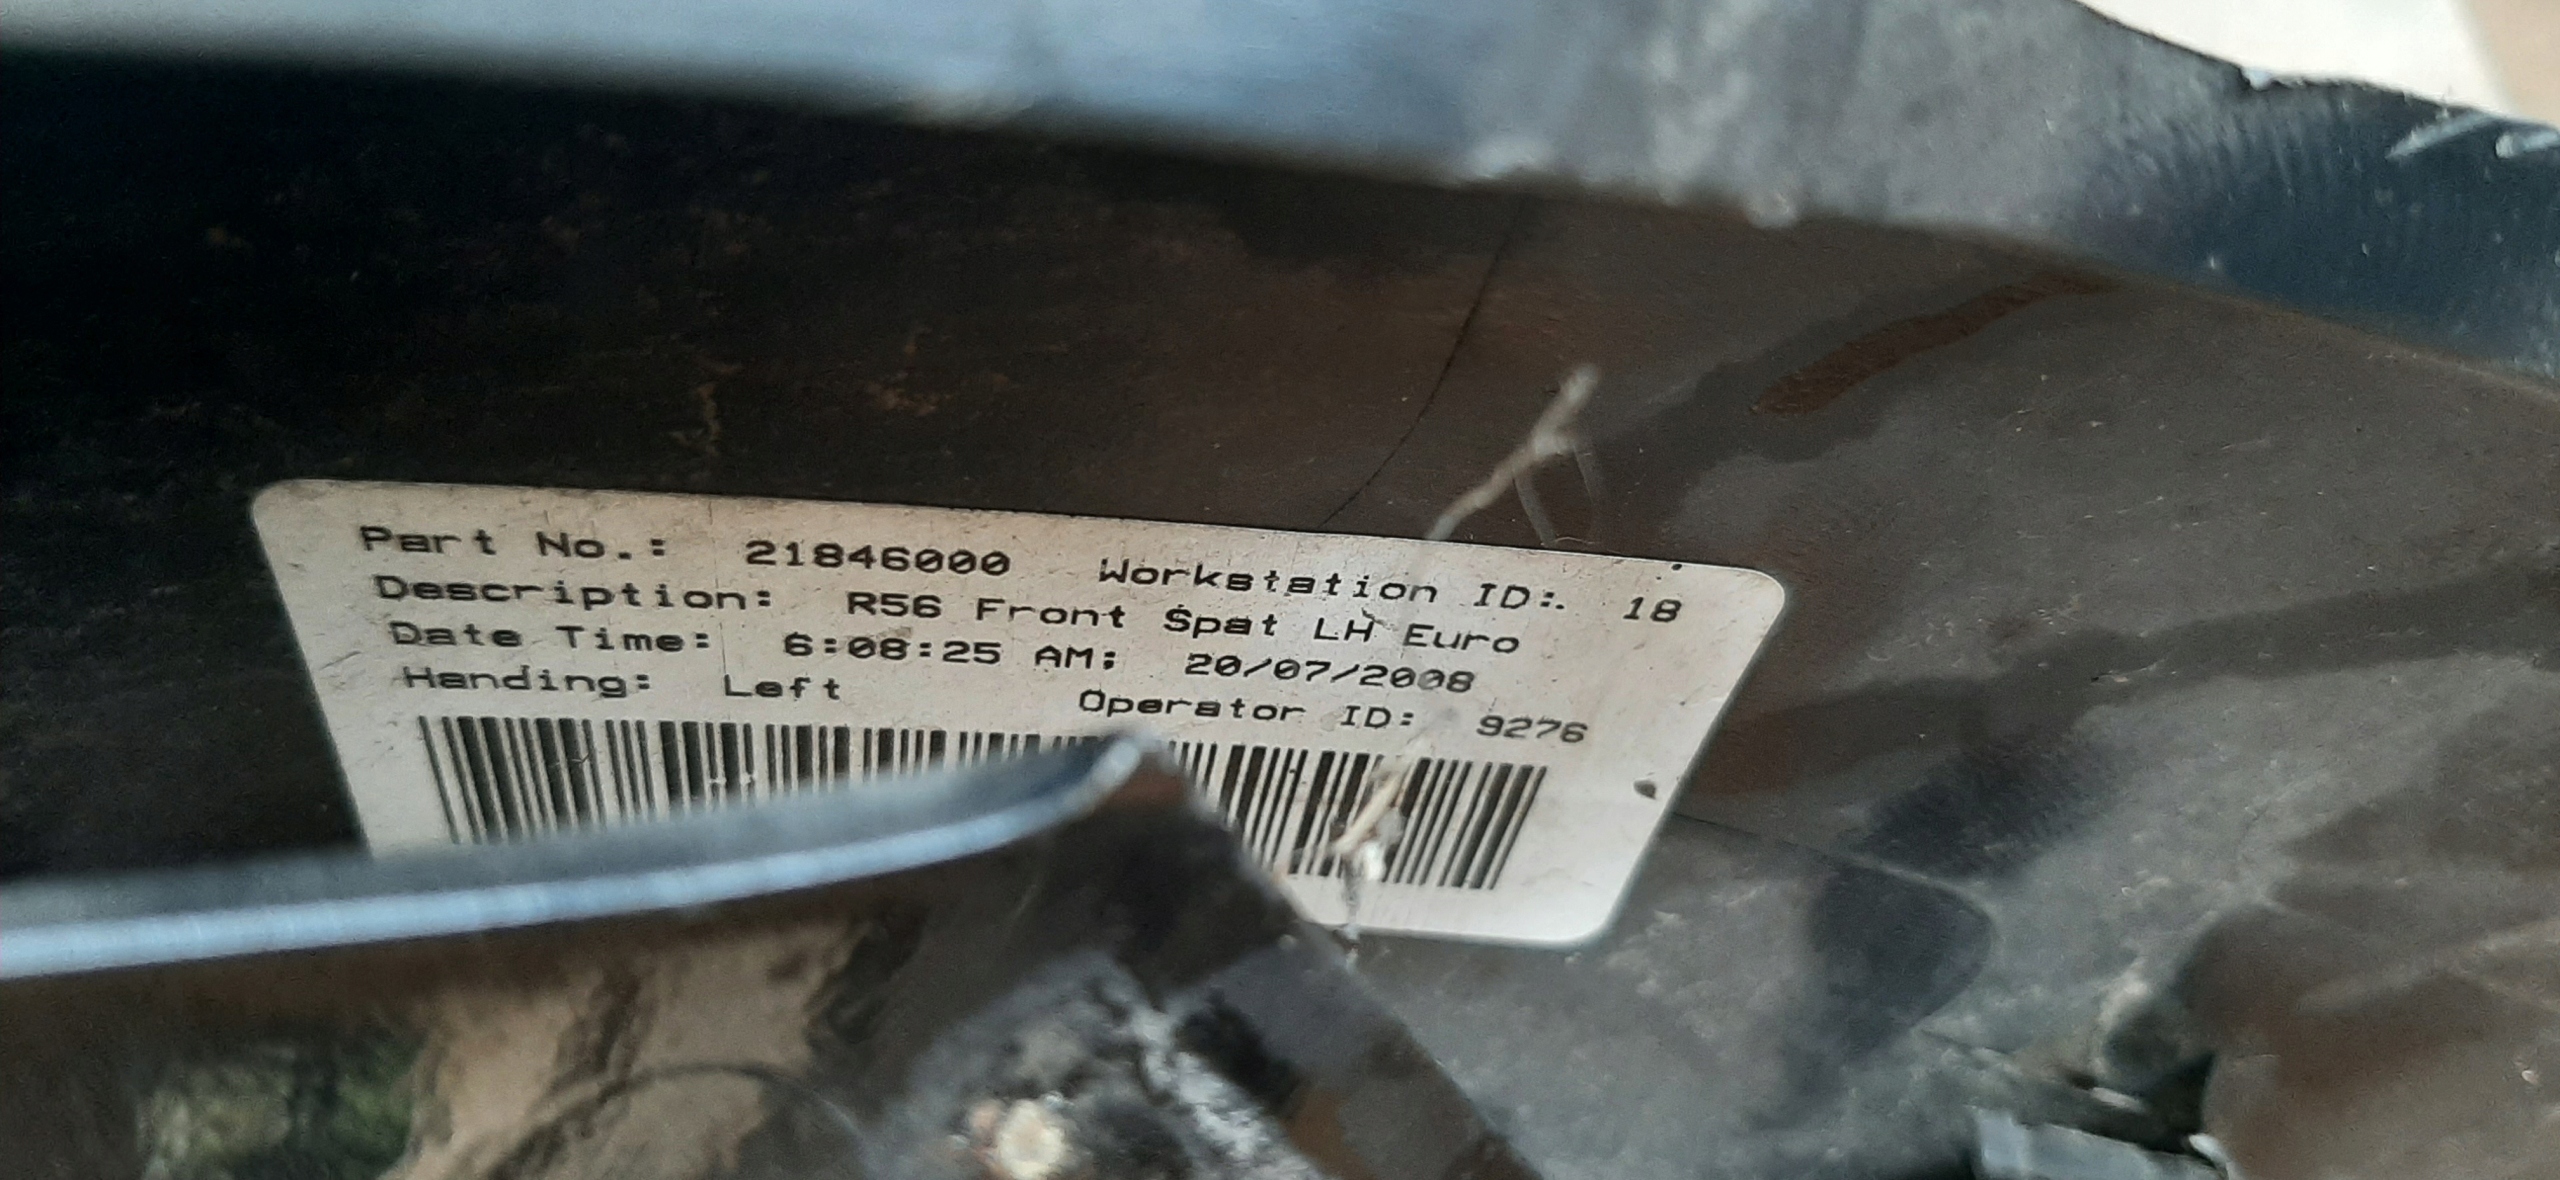 Part No.: 21846000 Workstation ID: 18
Description: R56 Front Spat LH Euro
Date Time: 6:08:25 AM; 20/07/2008
Handing: Left Operator ID: 9276